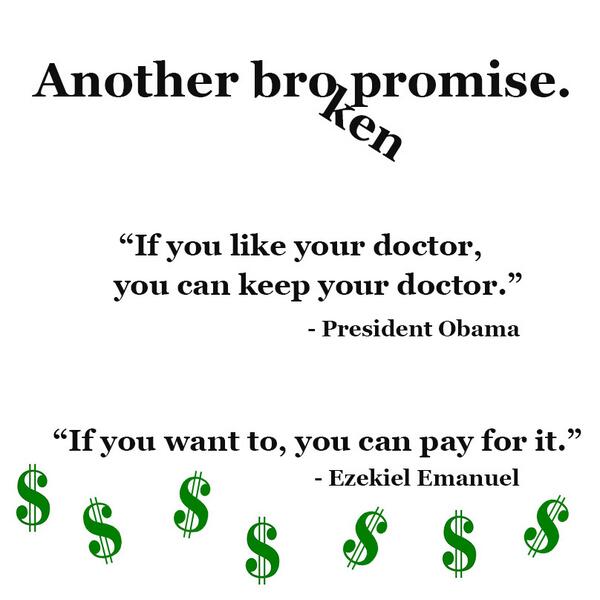 Another broken promise.
“If you like your doctor,
you can keep your doctor.”
- President Obama
“If you want to, you can pay for it.”
- Ezekiel Emanuel
$ $ $ $ $ $ $